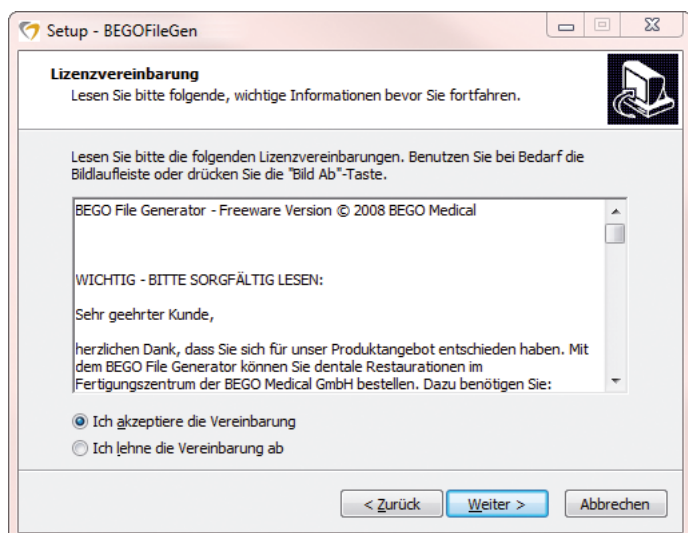 Setup - BEGOFileGen
Lizenzvereinbarung
Lesen Sie bitte folgende, wichtige Informationen bevor Sie fortfahren.
Lesen Sie bitte die folgenden Lizenzvereinbarungen. Benutzen Sie bei Bedarf die
Bildlaufleiste oder drücken Sie die "Bild Ab"-Taste.
BEGO File Generator - Freeware Version © 2008 BEGO Medical
WICHTIG - BITTE SORGFÄLTIG LESEN:
Sehr geehrter Kunde,
herzlichen Dank, dass Sie sich für unser Produktangebot entschieden haben. Mit
dem BEGO File Generator können Sie dentale Restaurationen im
Fertigungszentrum der BEGO Medical GmbH bestellen. Dazu benötigen Sie:
Ich akzeptiere die Vereinbarung
Ich lehne die Vereinbarung ab
< Zurück Weiter > Abbrechen